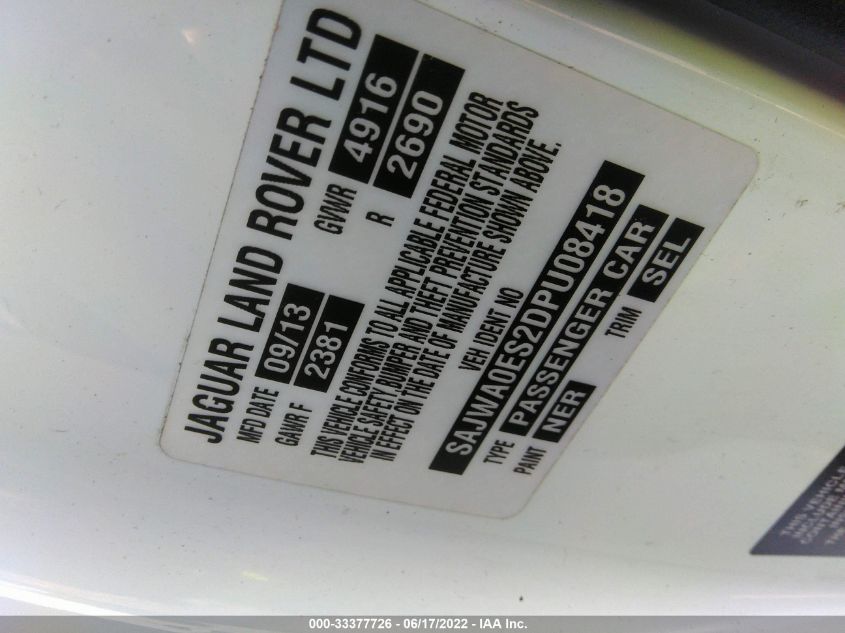 JAGUAR LAND ROVER LTD
MFD DATE 09/13 GVWR 4916
GAWR F 2381 R 2690
THIS VEHICLE CONFORMS TO ALL APPLICABLE FEDERAL MOTOR
VEHICLE SAFETY, BUMPER AND THEFT PREVENTION STANDARDS
IN EFFECT ON THE DATE OF MANUFACTURE SHOWN ABOVE.
VEH IDENT NO
SAJWA0ES2DPU08418
TYPE PASSENGER CAR
PAINT NER TRIM SEL
THIS VEHICLE
000-33377726 - 06/17/2022 - IAA Inc.